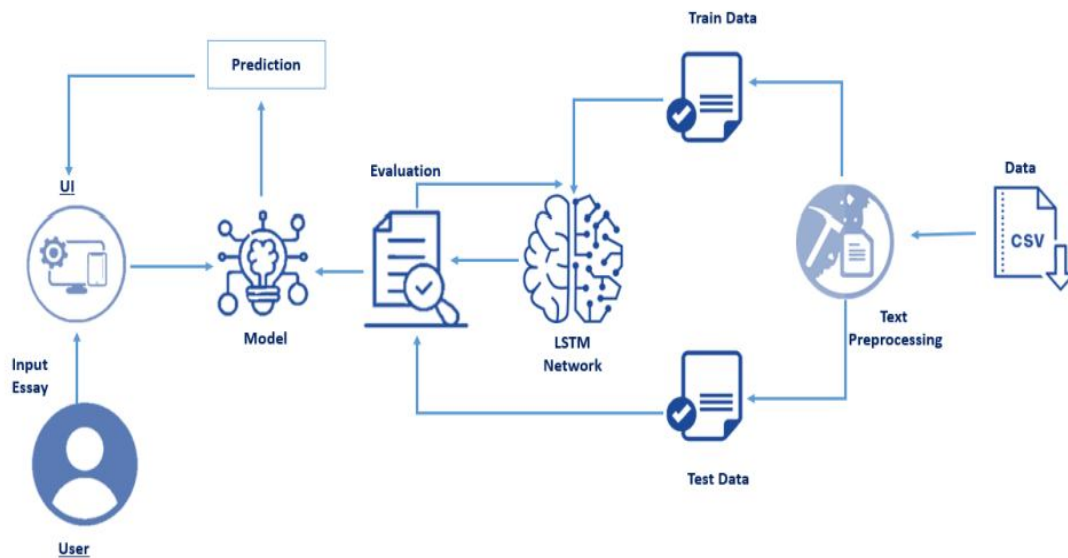 Train Data
Prediction
Evaluation
Data
UI
CSV
Text
Preprocessing
Model
LSTM
Network
Input
Essay
Test Data
User